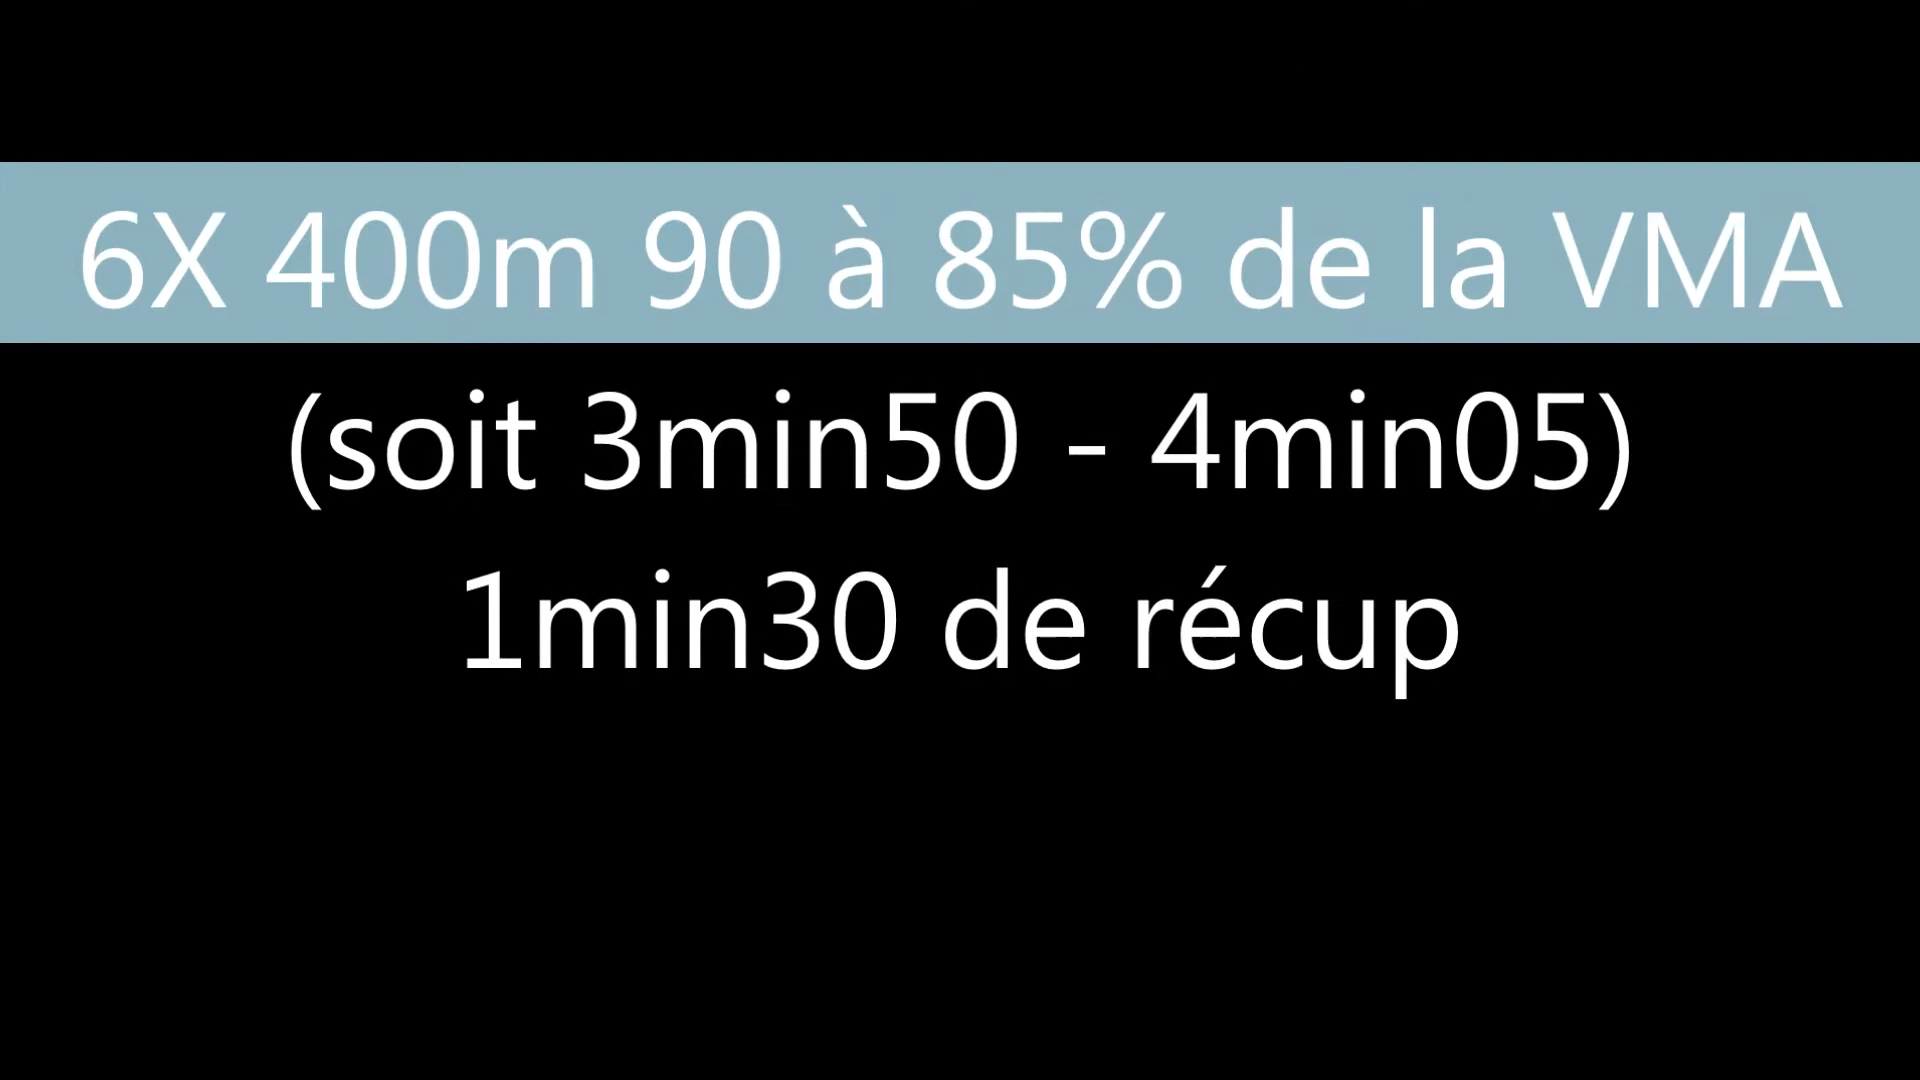 6X 400m 90 à 85% de la VMA
(soit 3min50 - 4min05)
1min30 de récup